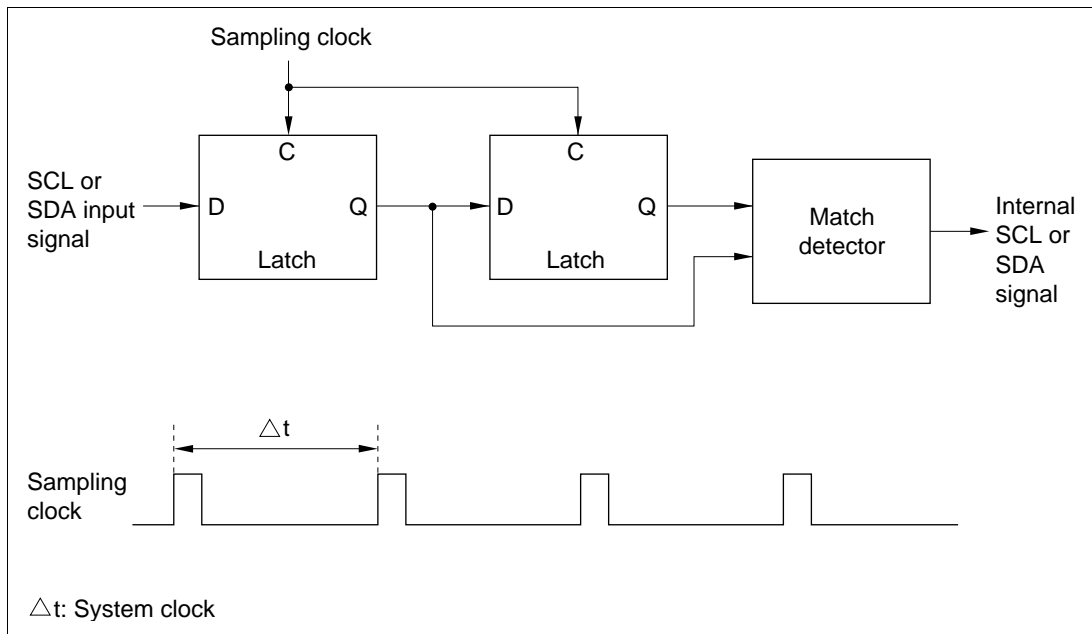 Sampling clock
SCL or
SDA input
signal
D
C
Q
Latch
D
C
Q
Latch
Match
detector
Internal
SCL or
SDA
signal
△t
Sampling
clock
△t: System clock